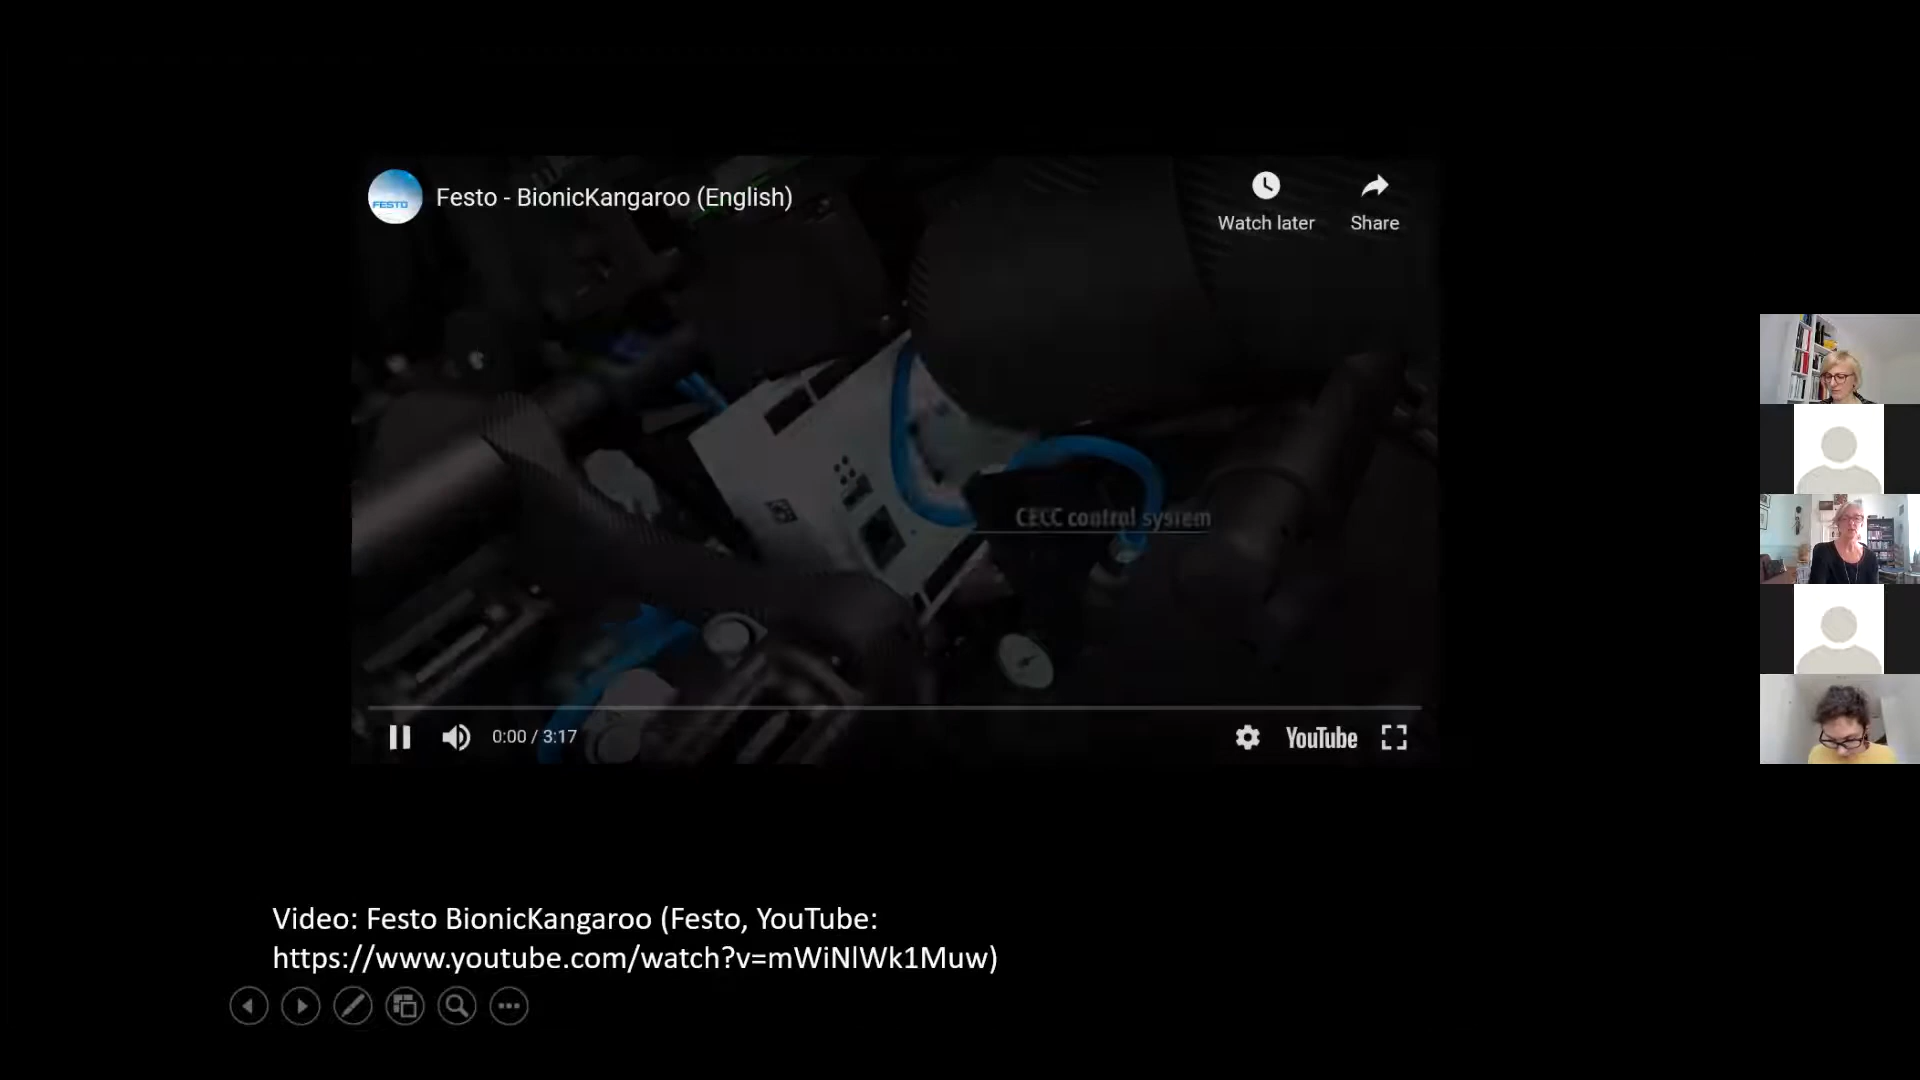 FESTO
Festo - BionicKangaroo (English)
Watch later
Share
CECC control system
0:00 / 3:17
YouTube
Video: Festo BionicKangaroo (Festo, YouTube:
https://www.youtube.com/watch?v=mWiNlWk1Muw)